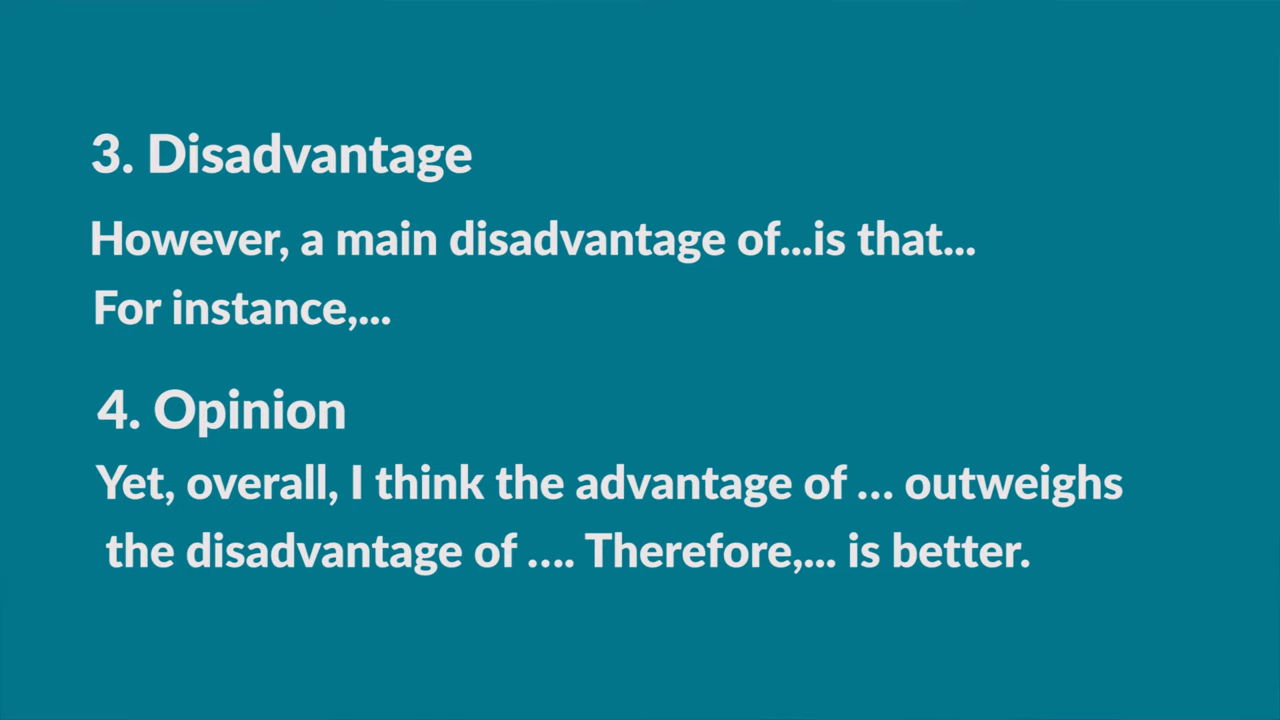 3. Disadvantage
However, a main disadvantage of...is that...
For instance,...
4. Opinion
Yet, overall, I think the advantage of ... outweighs
the disadvantage of .... Therefore,... is better.